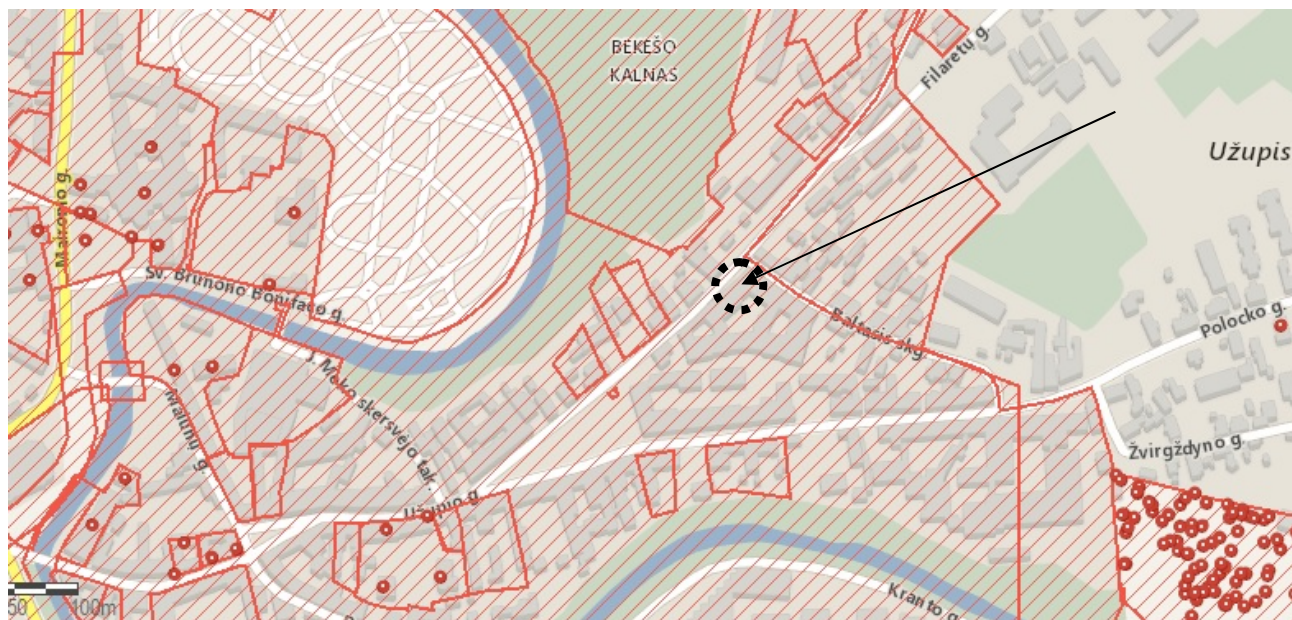 BEKEŠO
KALNAS
Filaretų g.
Užupis
Maironio g.
Sv. Brunono Bonifaco g.
Baltasis skg.
Polocko g.
J. Meko skersvėjo tak.
Malūnų g.
Žvirgždyno g.
Užupio g.
Kranto g.
50 100m